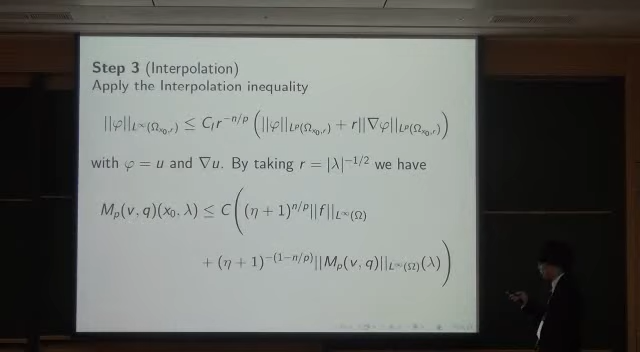 Step 3 (Interpolation)
Apply the Interpolation inequality
||φ||_{L^∞(Ω_{x_0,r})} ≤ C_I r^{-n/p} ( ||φ||_{L^p(Ω_{x_0,r})} + r||∇φ||_{L^p(Ω_{x_0,r})} )
with φ = u and ∇u. By taking r = |λ|^{-1/2} we have
M_p(v, q)(x_0, λ) ≤ C ( (η + 1)^{n/p}||f||_{L^∞(Ω)}
+ (η + 1)^{-(1-n/p)}||M_p(v, q)||_{L^∞(Ω)}(λ) )